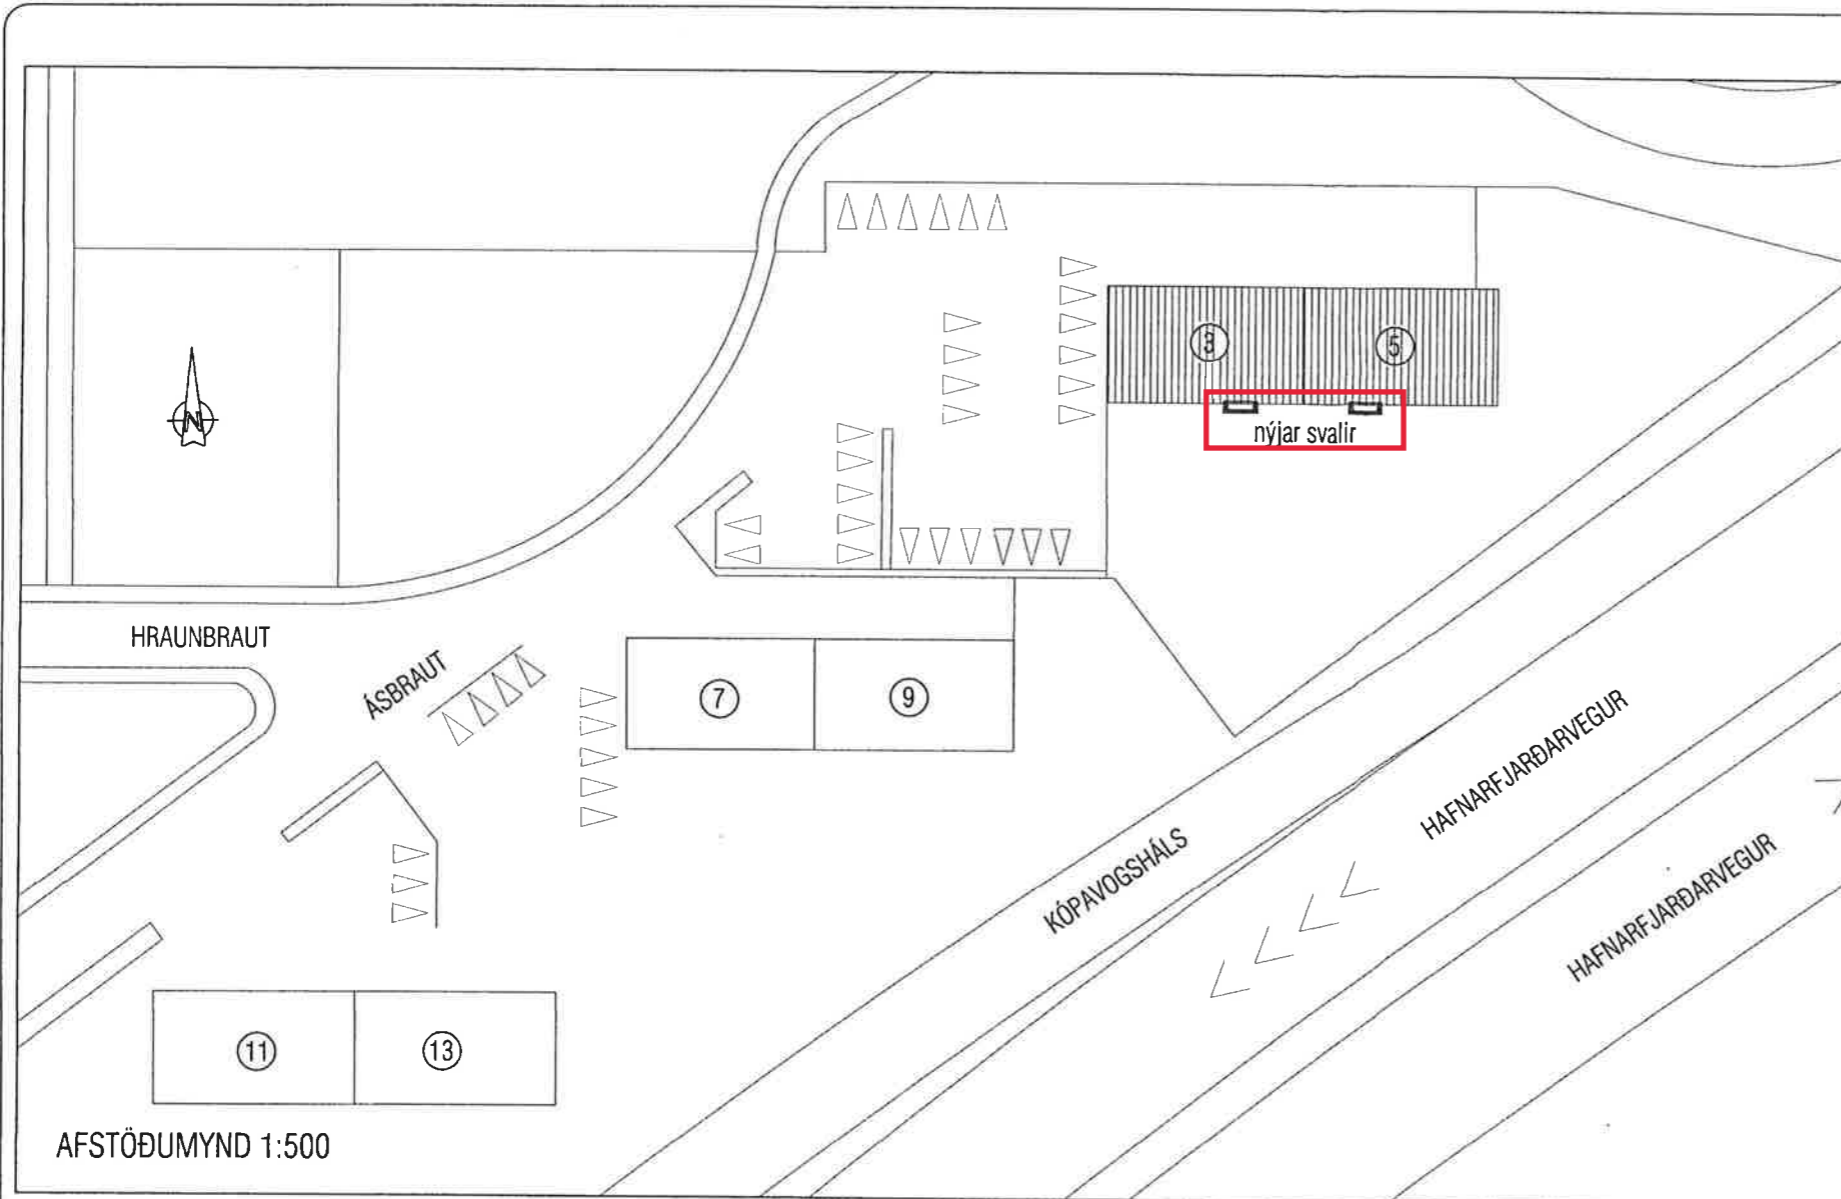 3
5
nýjar svalir
N
HRAUNBRAUT
ÁSBRAUT
7
9
HAFNARFJARÐARVEGUR
KÓPAVOGSHÁLS
HAFNARFJARÐARVEGUR
11
13
AFSTÖÐUMYND 1:500